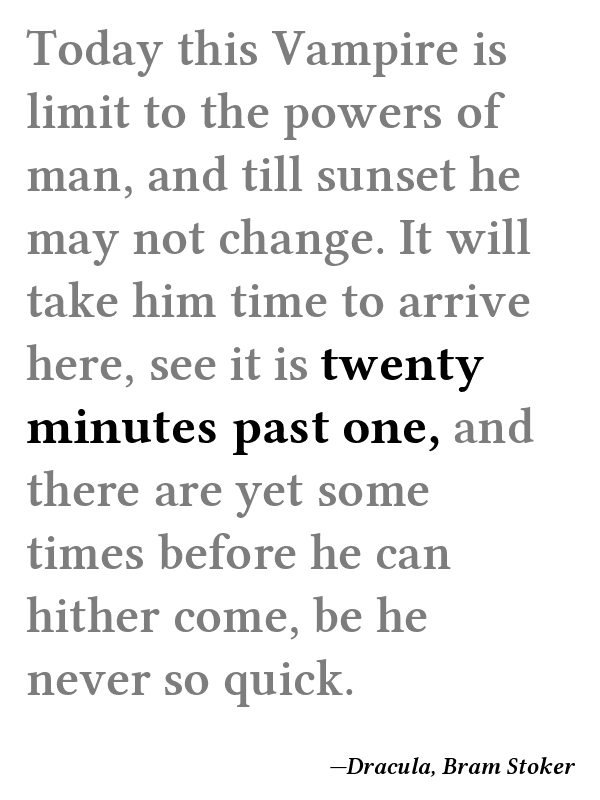 Today this Vampire is
limit to the powers of
man, and till sunset he
may not change. It will
take him time to arrive
here, see it is twenty
minutes past one, and
there are yet some
times before he can
hither come, be he
never so quick.
—Dracula, Bram Stoker